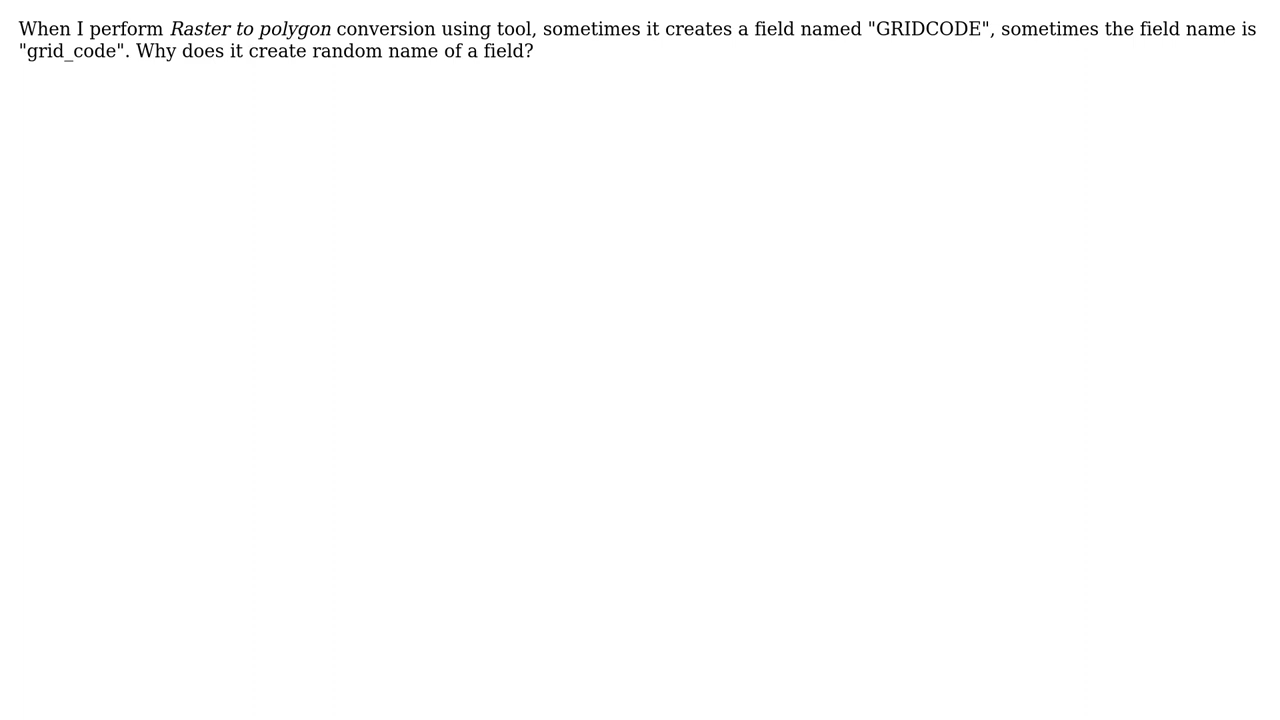 When I perform Raster to polygon conversion using tool, sometimes it creates a field named "GRIDCODE", sometimes the field name is
"grid_code". Why does it create random name of a field?